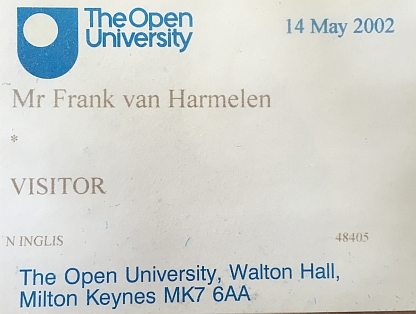 The Open
University
14 May 2002
Mr Frank van Harmelen
*
VISITOR
N INGLIS 48405
The Open University, Walton Hall,
Milton Keynes MK7 6AA